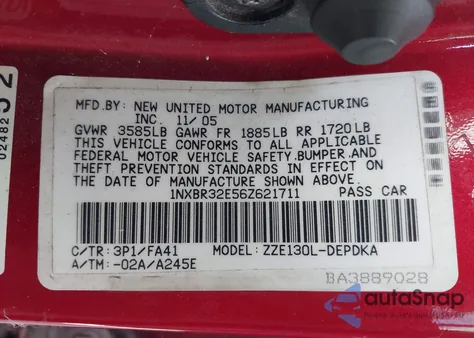 MFD.BY: NEW UNITED MOTOR MANUFACTURING
INC. 11/05
GVWR 3585LB GAWR FR 1885LB RR 1720LB
THIS VEHICLE CONFORMS TO ALL APPLICABLE
FEDERAL MOTOR VEHICLE SAFETY,BUMPER,AND
THEFT PREVENTION STANDARDS IN EFFECT ON
THE DATE OF MANUFACTURE SHOWN ABOVE.
1NXBR32E56Z621711 PASS CAR
C/TR: 3P1/FA41 MODEL: ZZE130L-DEPDKA
A/TM: -02A/A245E
BA3889028
autoSnap
02482